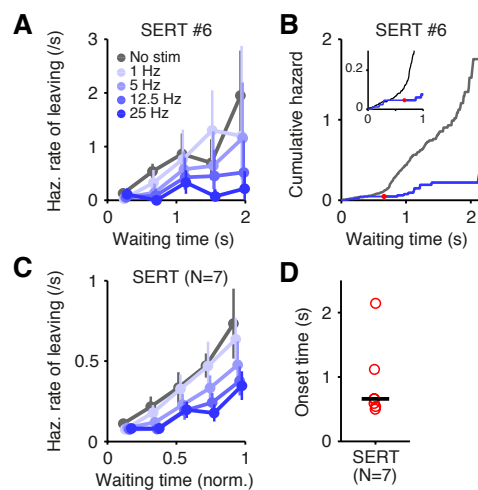 A
SERT #6
Haz. rate of leaving (/s)
3
2
1
0
No stim
1 Hz
5 Hz
12.5 Hz
25 Hz
0
1
2
Waiting time (s)
B
SERT #6
Cumulative hazard
2
1
0
0.2
0
0
1
0
1
2
Waiting time (s)
C
SERT (N=7)
Haz. rate of leaving (/s)
1
0.5
0
0
0.5
1
Waiting time (norm.)
D
Onset time (s)
3
2
1
0
SERT
(N=7)